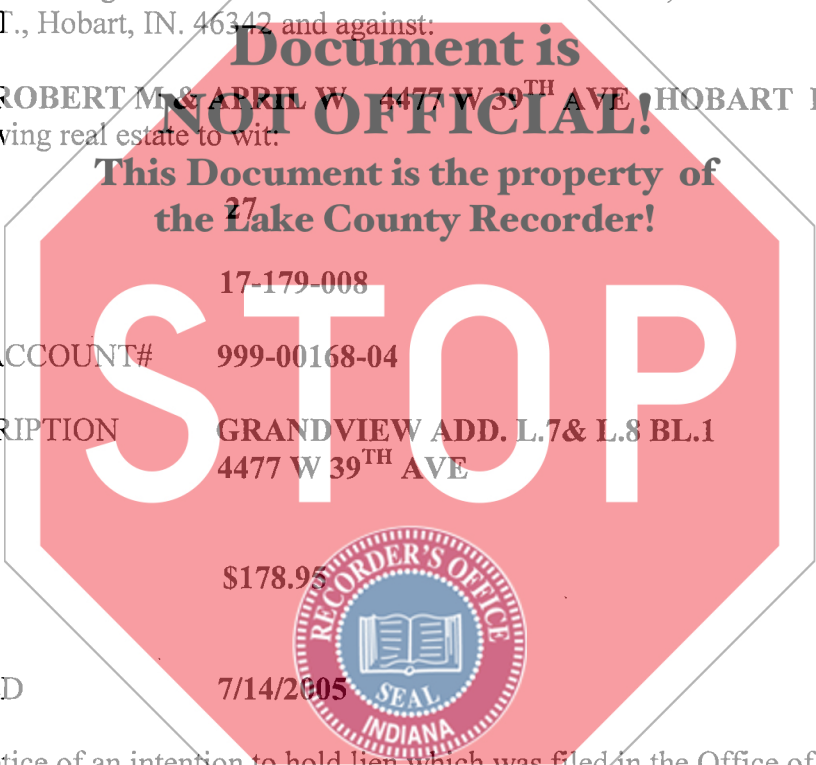 T., Hobart, IN. 46342 and against:
Document is
ROBERT M & APRIL W 4477 W 39TH AVE HOBART
NOT OFFICIAL!
wing real estate to wit:
This Document is the property of
27
the Lake County Recorder!
17-179-008
STOP
ACCOUNT# 999-00168-04
RIPTION GRANDVIEW ADD. L.7& L.8 BL.1
4477 W 39TH AVE
$178.95
RECORDER'S OFFICE
SEAL
INDIANA
D 7/14/2005
tice of an intention to hold lien which was filed in the Office of